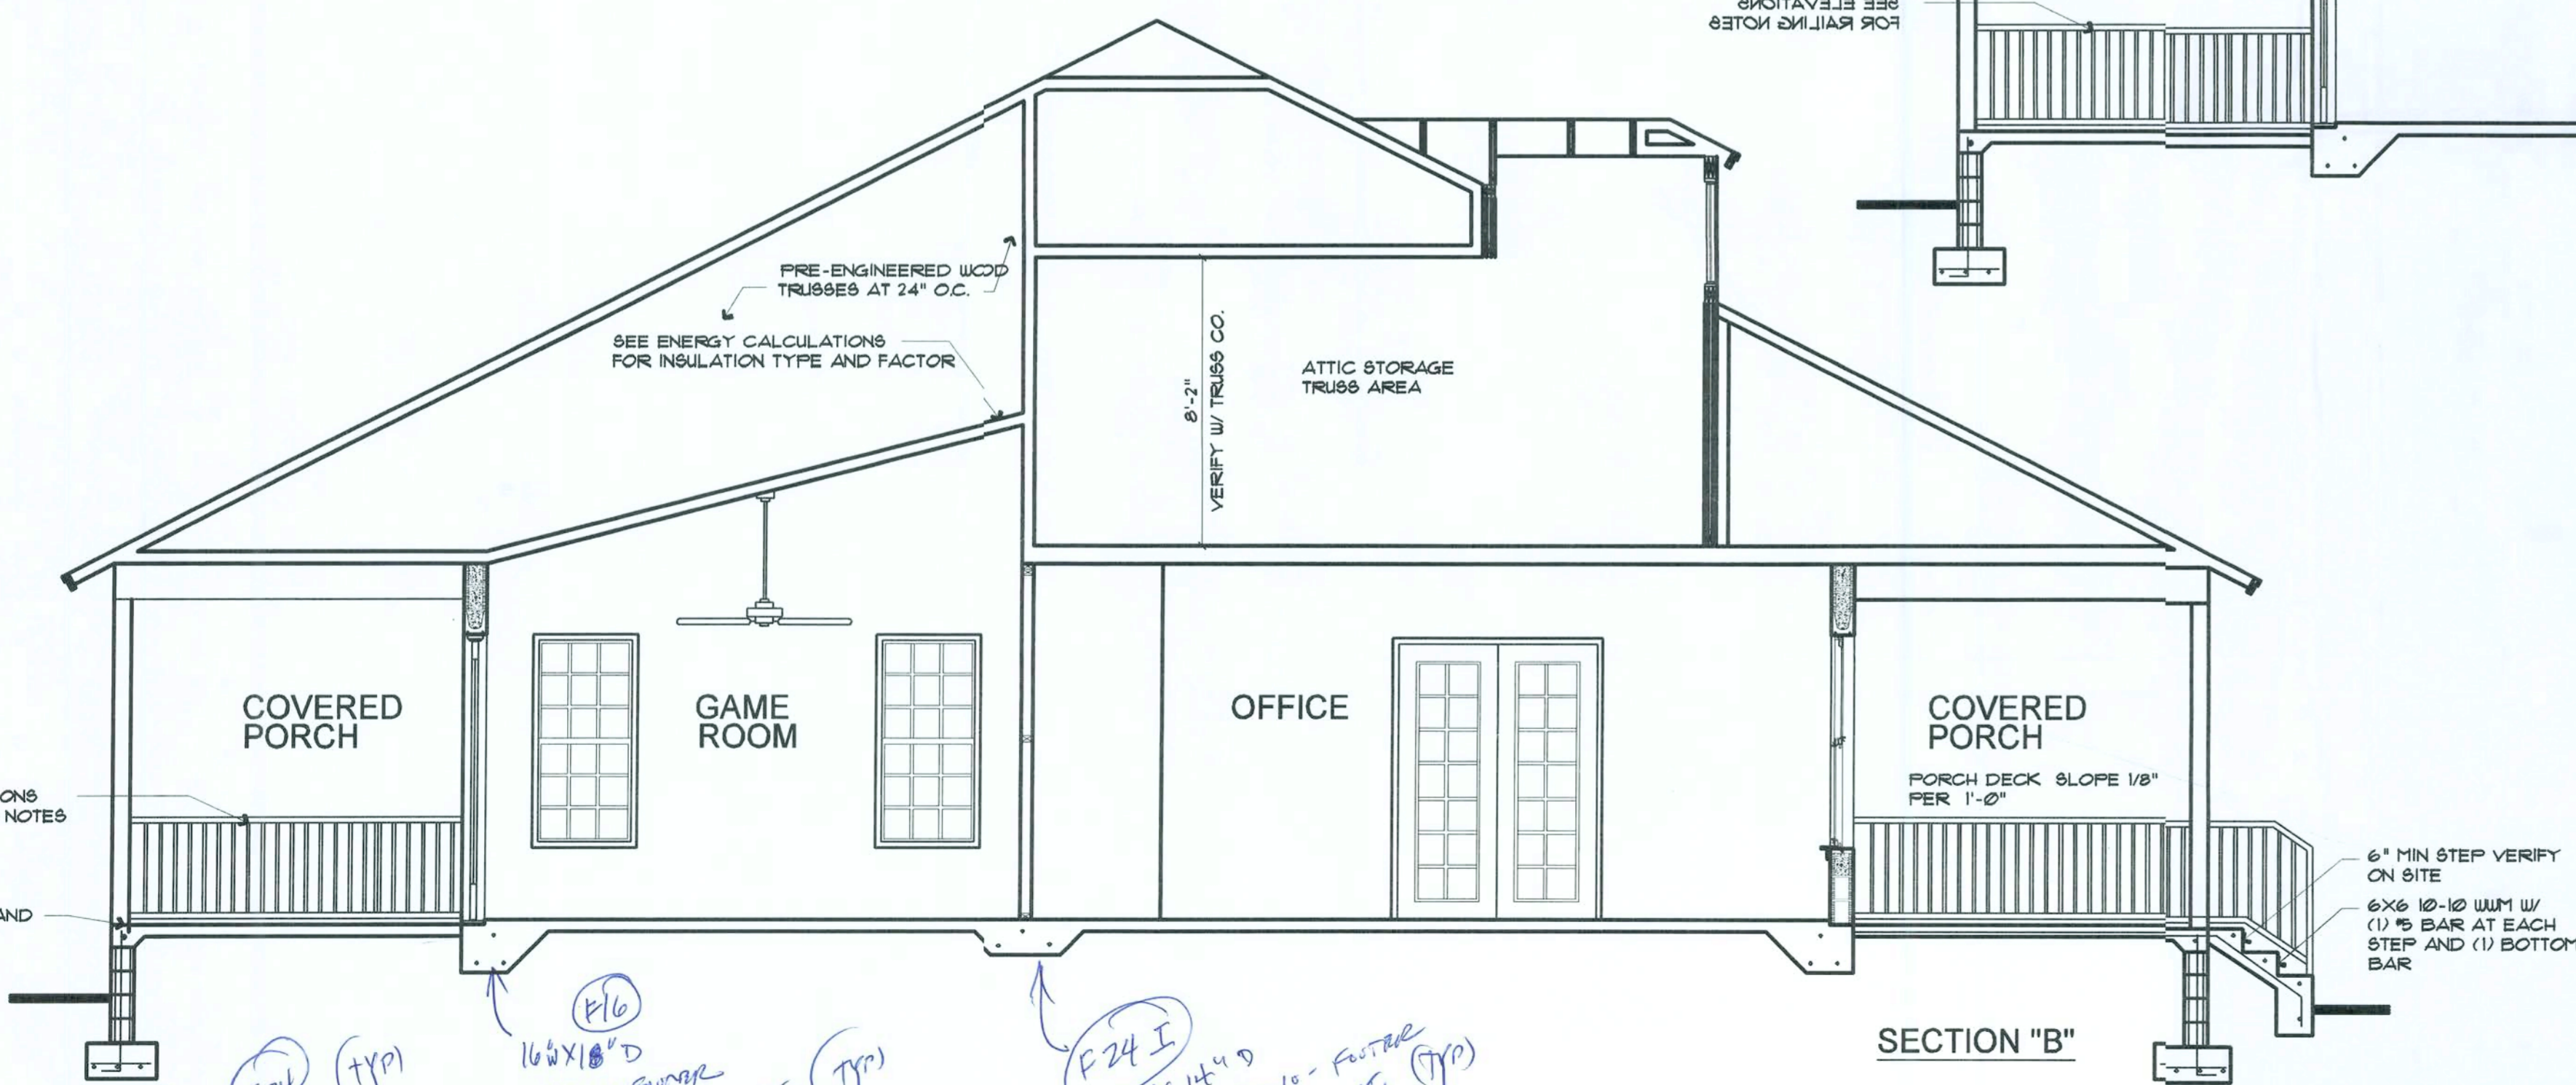 SEE ELEVATIONS
FOR RAILING NOTES
PRE-ENGINEERED WOOD
TRUSSES AT 24" O.C.
SEE ENERGY CALCULATIONS
FOR INSULATION TYPE AND FACTOR
8'-2"
VERIFY W/ TRUSS CO.
ATTIC STORAGE
TRUSS AREA
COVERED
PORCH
GAME
ROOM
OFFICE
COVERED
PORCH
PORCH DECK SLOPE 1/8"
PER 1'-0"
ONS
NOTES
AND
6" MIN STEP VERIFY
ON SITE
6X6 10-10 WWM W/
(1) #5 BAR AT EACH
STEP AND (1) BOTTOM
BAR
F16
16"WX18"D
(TYP)
(TYP)
F24 I
FOOTER
(TYP)
SECTION "B"